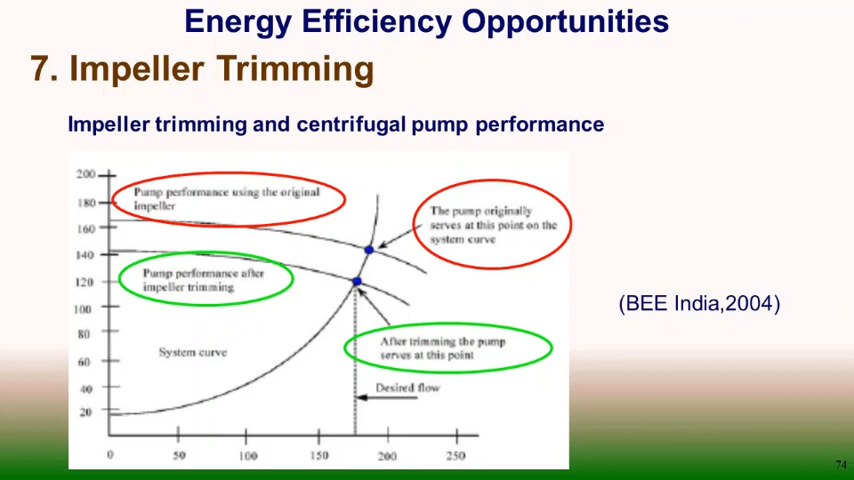 Energy Efficiency Opportunities
7. Impeller Trimming
Impeller trimming and centrifugal pump performance
200
180
160
140
120
100
80
60
40
20
Pump performance using the original
impeller
The pump originally
serves at this point on the
system curve
Pump performance after
impeller trimming
(BEE India,2004)
After trimming the pump
serves at this point
System curve
Desired flow
0
50
100
150
200
250
74